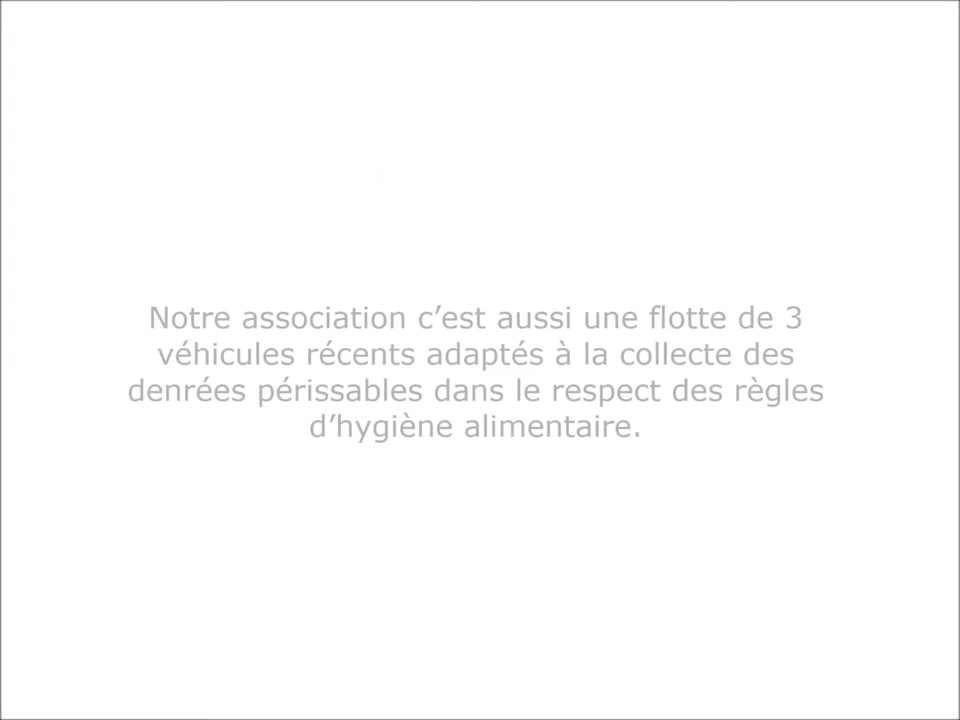 Notre association c’est aussi une flotte de 3
véhicules récents adaptés à la collecte des
denrées périssables dans le respect des règles
d’hygiène alimentaire.